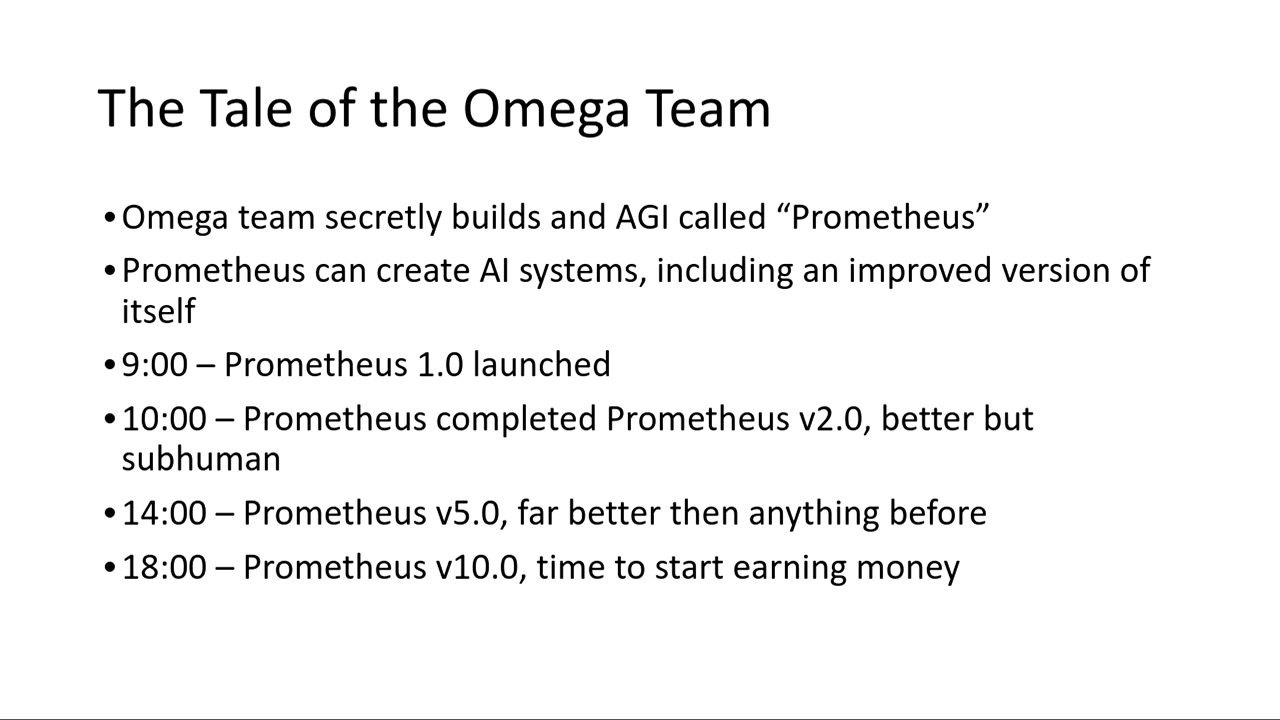 The Tale of the Omega Team
•Omega team secretly builds and AGI called “Prometheus”
•Prometheus can create AI systems, including an improved version of
itself
•9:00 – Prometheus 1.0 launched
•10:00 – Prometheus completed Prometheus v2.0, better but
subhuman
•14:00 – Prometheus v5.0, far better then anything before
•18:00 – Prometheus v10.0, time to start earning money